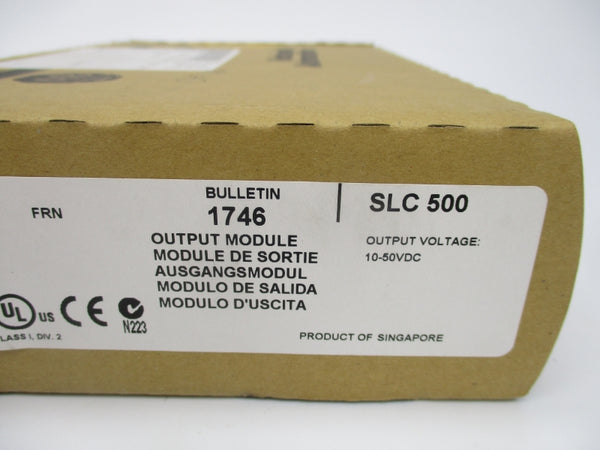 FRN
BULLETIN
1746
OUTPUT MODULE
MODULE DE SORTIE
AUSGANGSMODUL
MODULO DE SALIDA
MODULO D'USCITA
SLC 500
OUTPUT VOLTAGE:
10-50VDC
UL US CE N223
CLASS I, DIV. 2
PRODUCT OF SINGAPORE